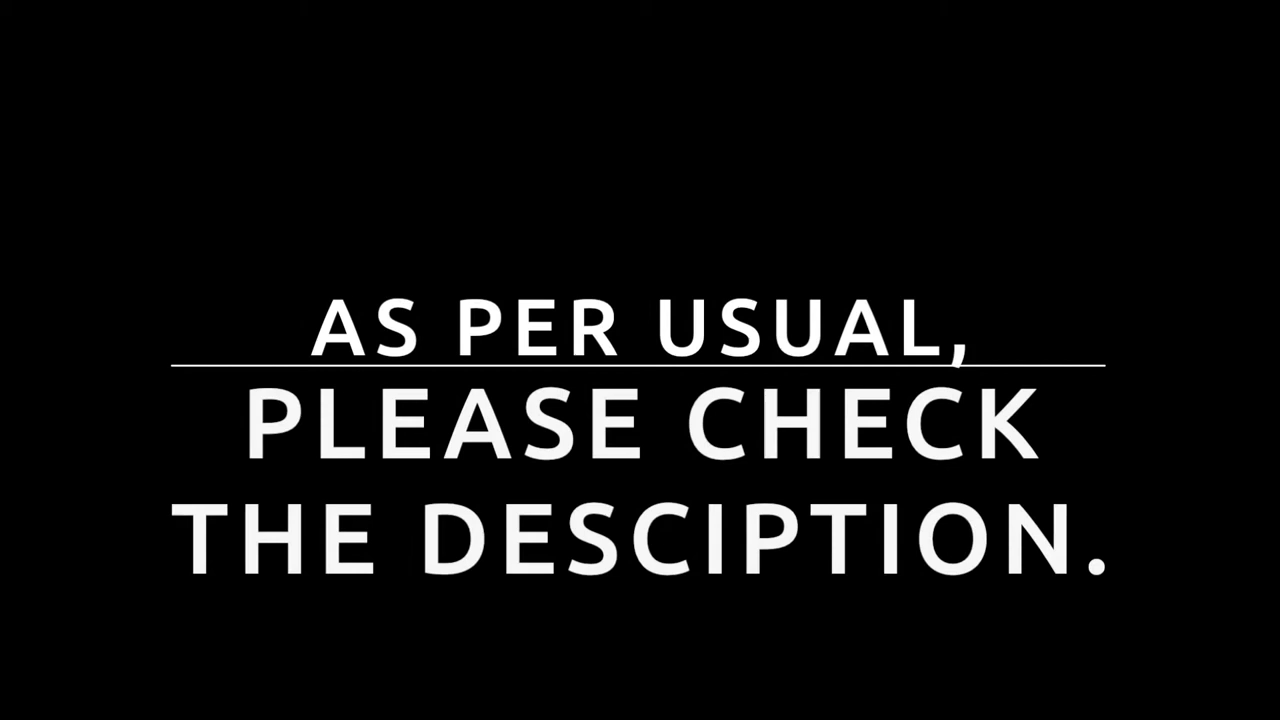 AS PER USUAL,
PLEASE CHECK
THE DESCIPTION.